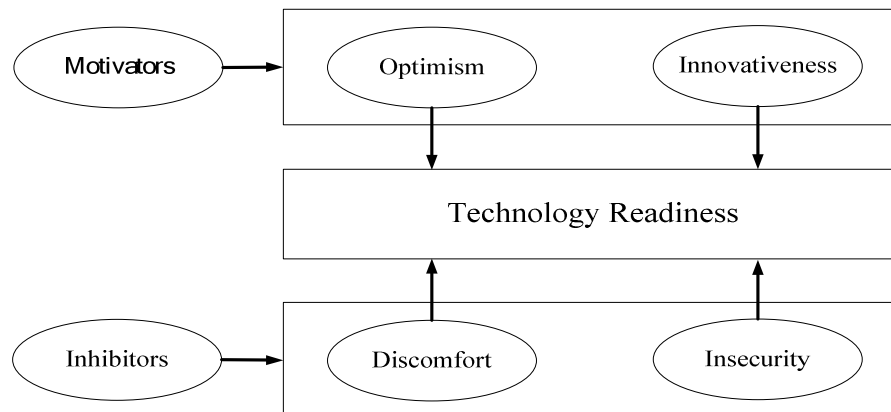 Motivators
Optimism
Innovativeness
Technology Readiness
Inhibitors
Discomfort
Insecurity